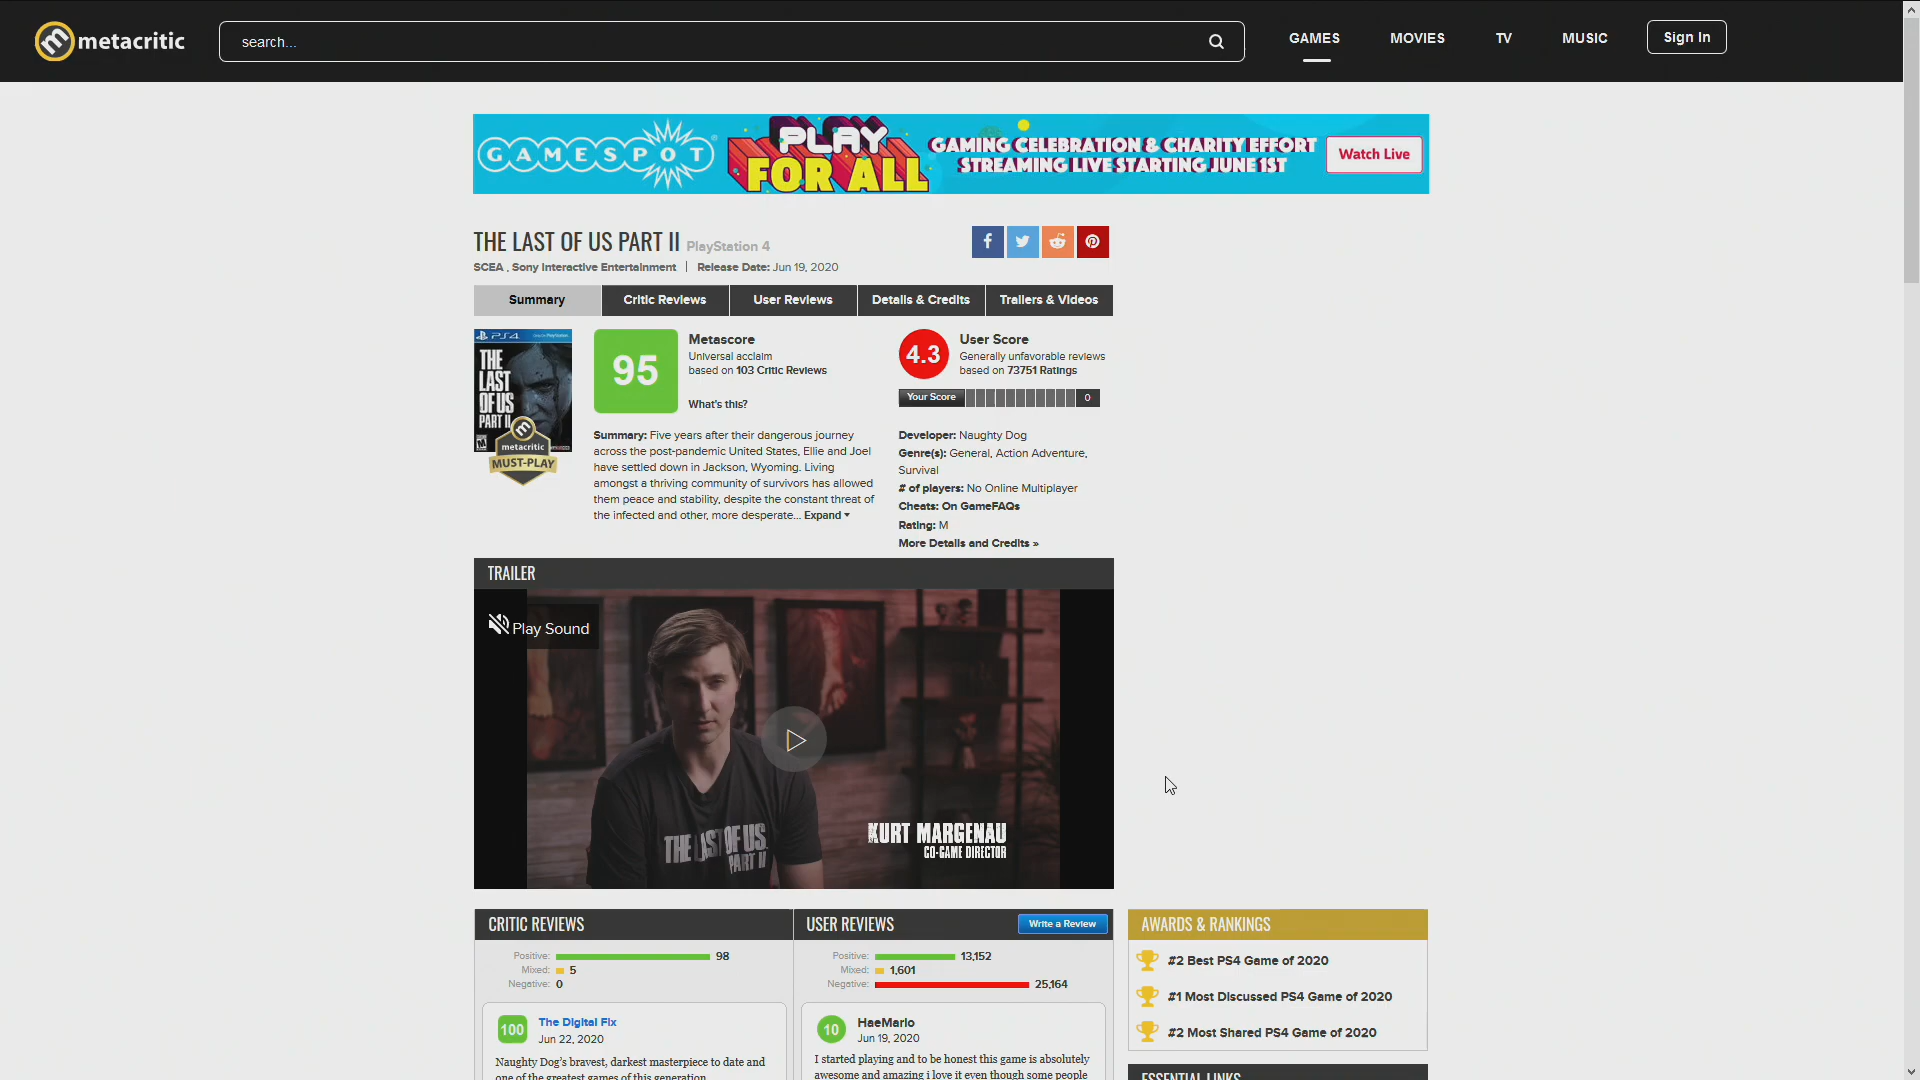 metacritic
search...
GAMES
MOVIES
TV
MUSIC
Sign In
GAMESPOT
PLAY
FOR ALL
GAMING CELEBRATION & CHARITY EFFORT
STREAMING LIVE STARTING JUNE 1ST
Watch Live
THE LAST OF US PART II PlayStation 4
SCEA , Sony Interactive Entertainment | Release Date: Jun 19, 2020
Summary
Critic Reviews
User Reviews
Details & Credits
Trailers & Videos
PS4
THE
LAST
OF US
PART II
metacritic
MUST-PLAY
95
Metascore
Universal acclaim
based on 103 Critic Reviews
What's this?
4.3
User Score
Generally unfavorable reviews
based on 73751 Ratings
Your Score
0
Summary: Five years after their dangerous journey
across the post-pandemic United States, Ellie and Joel
have settled down in Jackson, Wyoming. Living
amongst a thriving community of survivors has allowed
them peace and stability, despite the constant threat of
the infected and other, more desperate... Expand
Developer: Naughty Dog
Genre(s): General, Action Adventure,
Survival
# of players: No Online Multiplayer
Cheats: On GameFAQs
Rating: M
More Details and Credits »
TRAILER
Play Sound
THE LAST OF US
PART II
KURT MARGENAU
CO-GAME DIRECTOR
CRITIC REVIEWS
Positive: 98
Mixed: 5
Negative: 0
100
The Digital Fix
Jun 22, 2020
Naughty Dog's bravest, darkest masterpiece to date and
one of the greatest games of this generation.
USER REVIEWS
Write a Review
Positive: 13,152
Mixed: 1,601
Negative: 25,164
10
HaeMario
Jun 19, 2020
I started playing and to be honest this game is absolutely
awesome and amazing i love it even though some people
AWARDS & RANKINGS
#2 Best PS4 Game of 2020
#1 Most Discussed PS4 Game of 2020
#2 Most Shared PS4 Game of 2020
ESSENTIAL LINKS